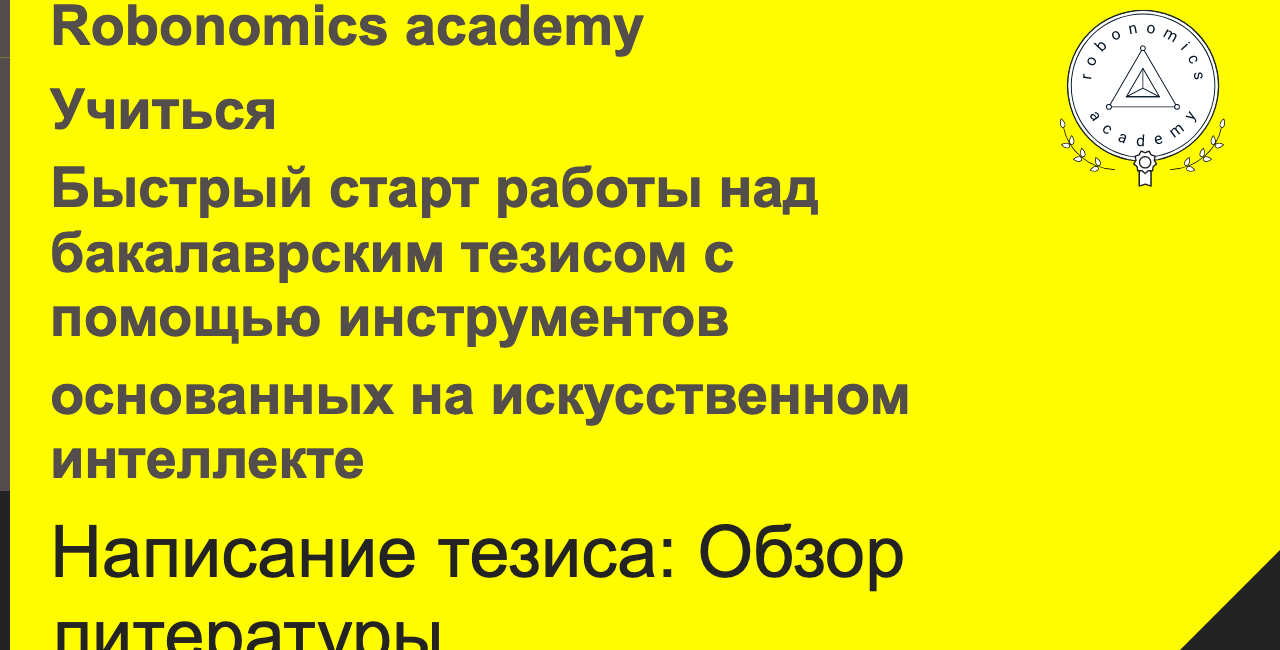 Robonomics academy
Учиться
Быстрый старт работы над
бакалаврским тезисом с
помощью инструментов
основанных на искусственном
интеллекте
Написание тезиса: Обзор
литературы
robonomics
academy